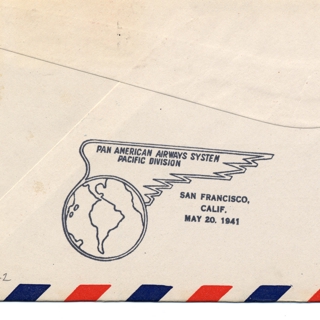 PAN AMERICAN AIRWAYS SYSTEM
PACIFIC DIVISION
SAN FRANCISCO,
CALIF.
MAY 20. 1941